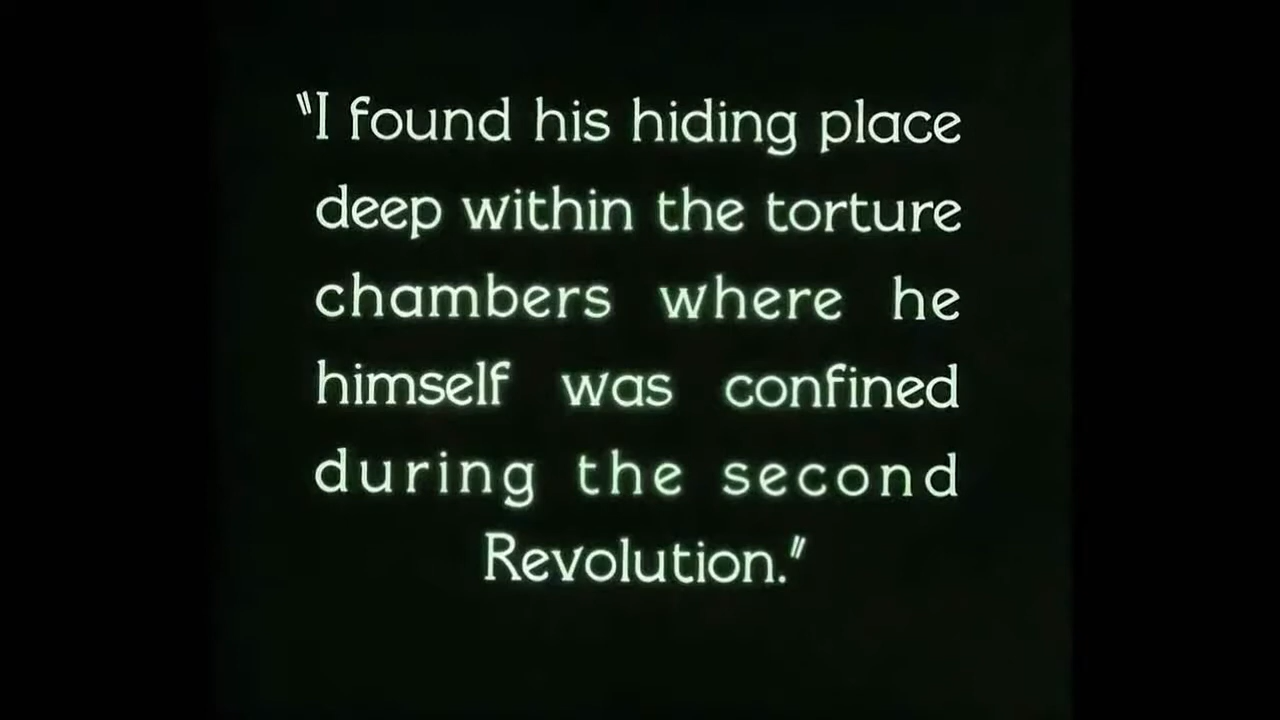 "I found his hiding place
deep within the torture
chambers where he
himself was confined
during the second
Revolution."